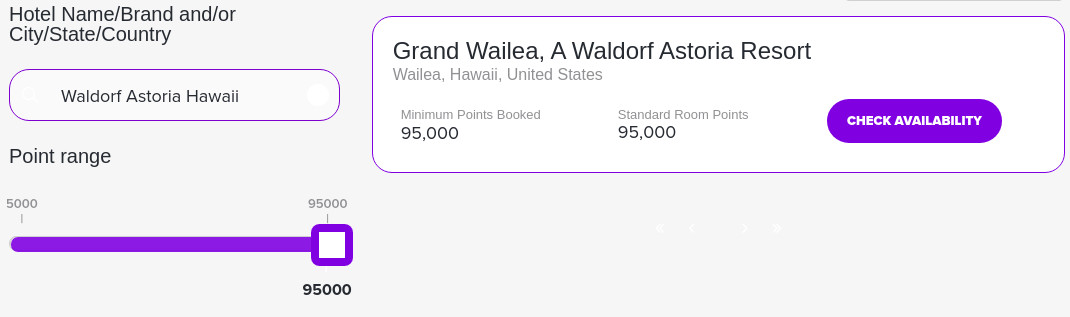 Hotel Name/Brand and/or
City/State/Country
Waldorf Astoria Hawaii
Point range
5000
95000
95000
Grand Wailea, A Waldorf Astoria Resort
Wailea, Hawaii, United States
Minimum Points Booked
95,000
Standard Room Points
95,000
CHECK AVAILABILITY
« ‹ › »